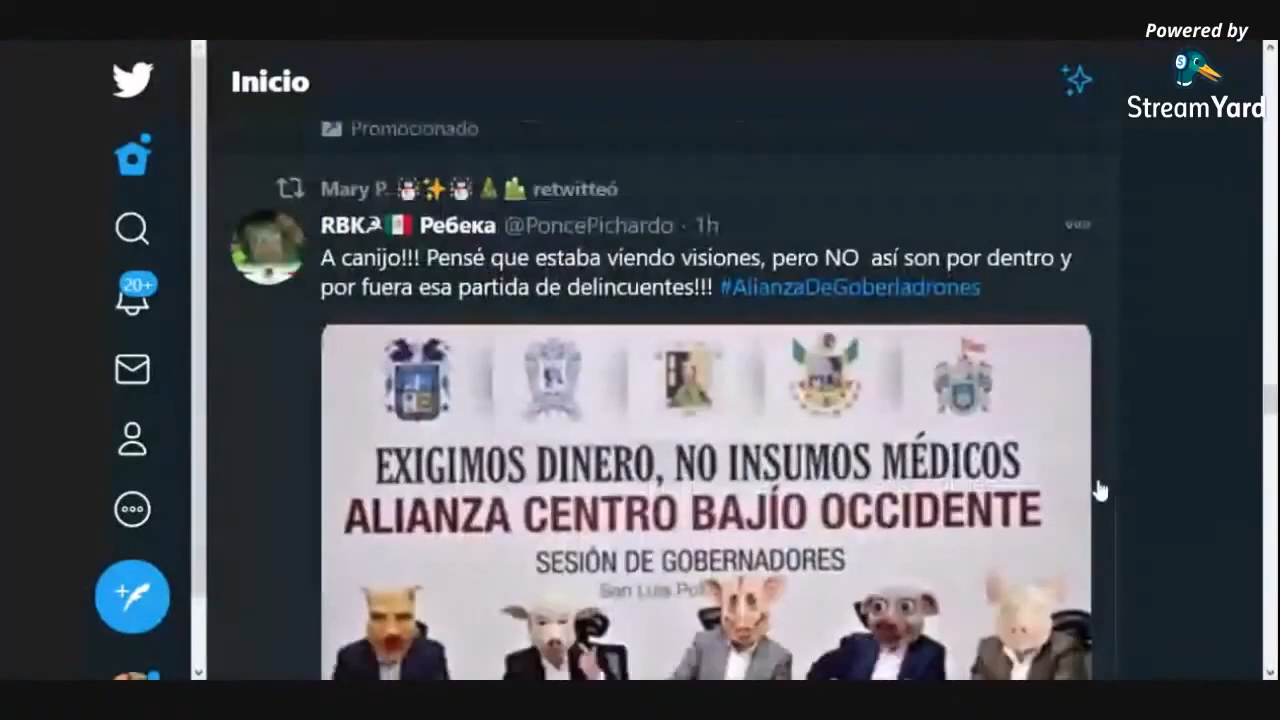 Powered by
StreamYard
Inicio
Promocionado
Mary P. retwitteó
RBK Ребека @PoncePichardo · 1h
A canijo!!! Pensé que estaba viendo visiones, pero NO así son por dentro y
por fuera esa partida de delincuentes!!! #AlianzaDeGoberladrones
20+
EXIGIMOS DINERO, NO INSUMOS MÉDICOS
ALIANZA CENTRO BAJÍO OCCIDENTE
SESIÓN DE GOBERNADORES
San Luis